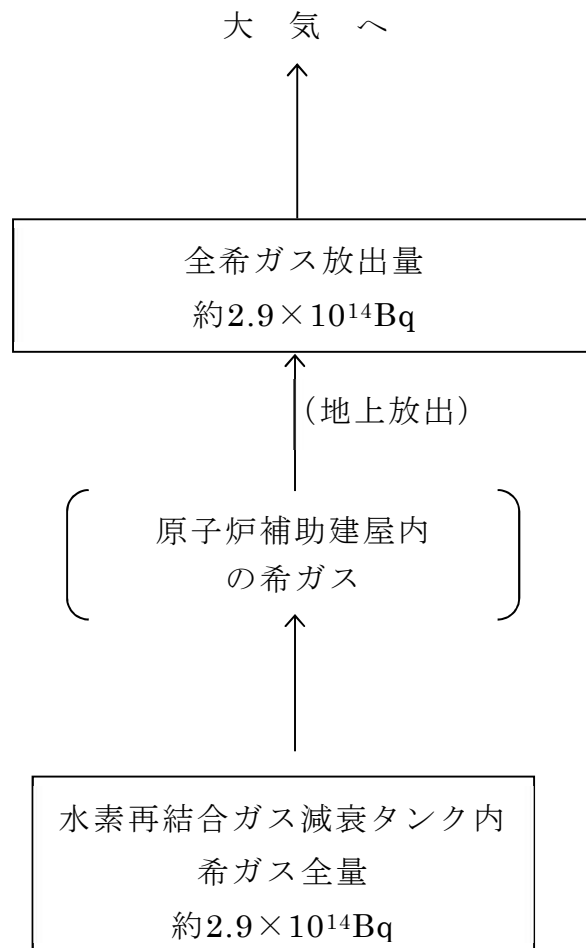 大 気 へ
全希ガス放出量
約2.9×10¹⁴Bq
(地上放出)
原子炉補助建屋内
の希ガス
水素再結合ガス減衰タンク内
希ガス全量
約2.9×10¹⁴Bq